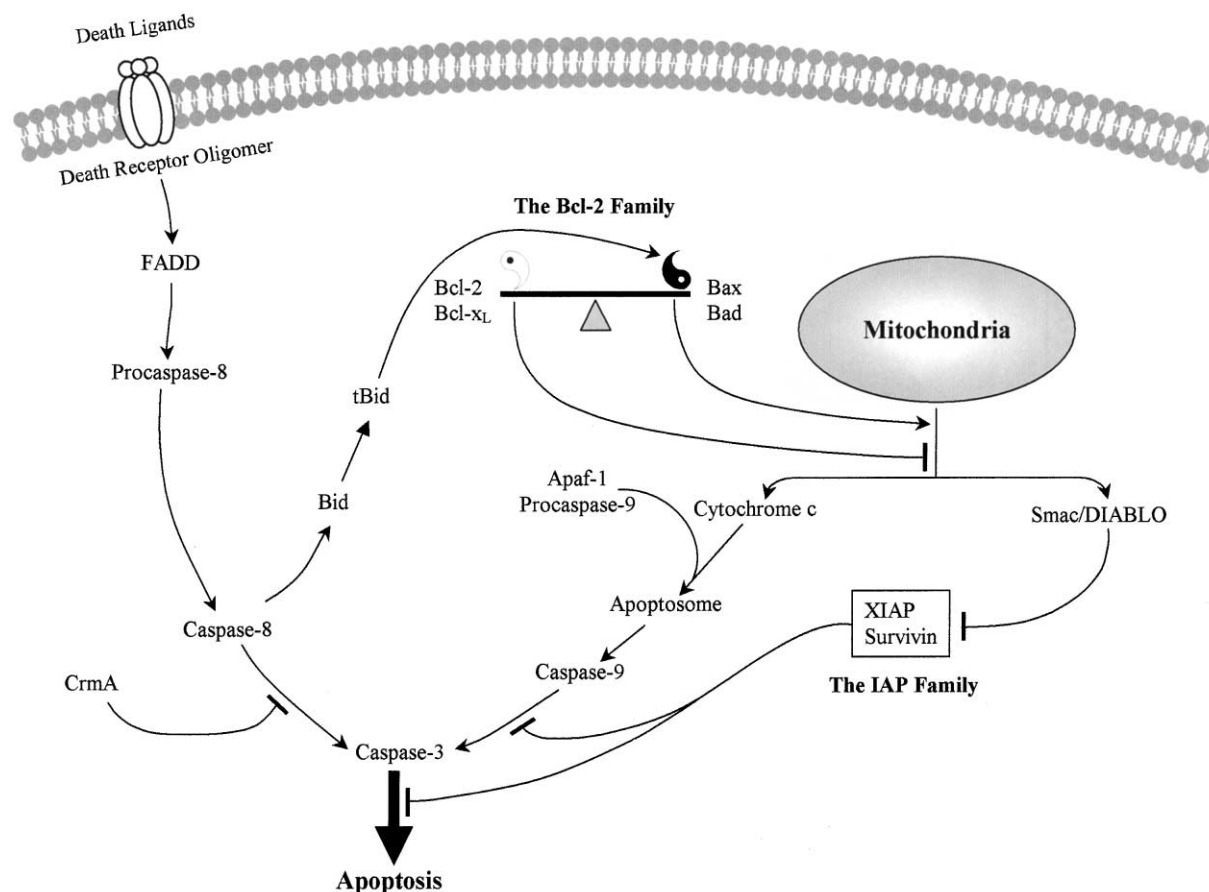 Death Ligands
Death Receptor Oligomer
The Bcl-2 Family
FADD
Bcl-2
Bcl-xL
Bax
Bad
Mitochondria
Procaspase-8
tBid
Bid
Apaf-1
Procaspase-9
Cytochrome c
Smac/DIABLO
Apoptosome
XIAP
Survivin
Caspase-8
The IAP Family
Caspase-9
CrmA
Caspase-3
Apoptosis